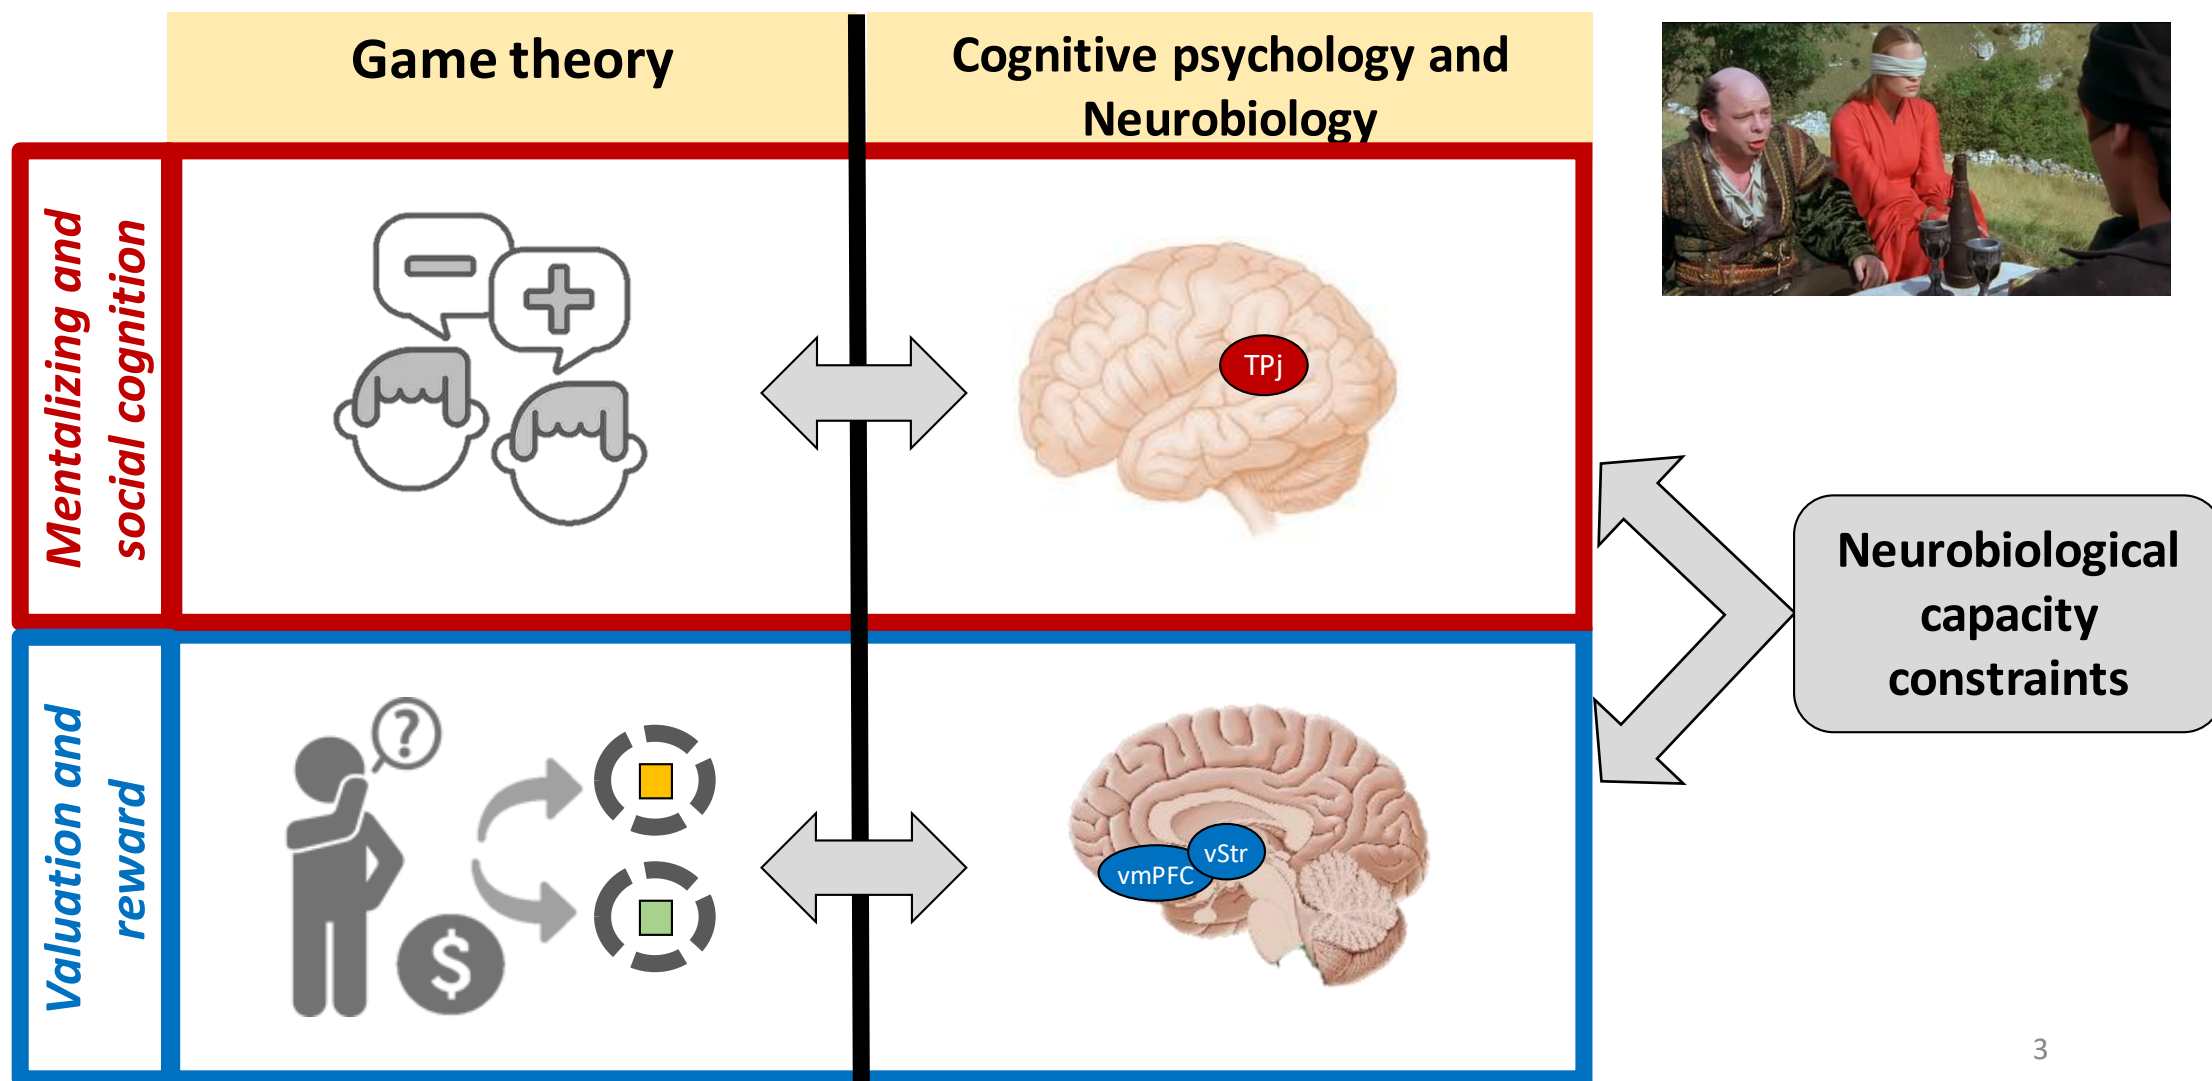 Game theory
Cognitive psychology and
Neurobiology
Mentalizing and
social cognition
TPj
Neurobiological
capacity
constraints
Valuation and
reward
?
$
vmPFC
vStr
3